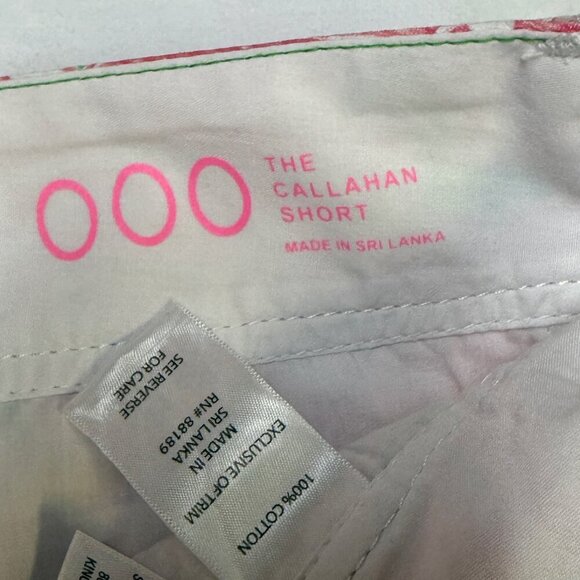 000 THE
CALLAHAN
SHORT
MADE IN SRI LANKA
100% COTTON
EXCLUSIVE OF TRIM
MADE IN
SRI LANKA
RN# 88189
SEE REVERSE
FOR CARE